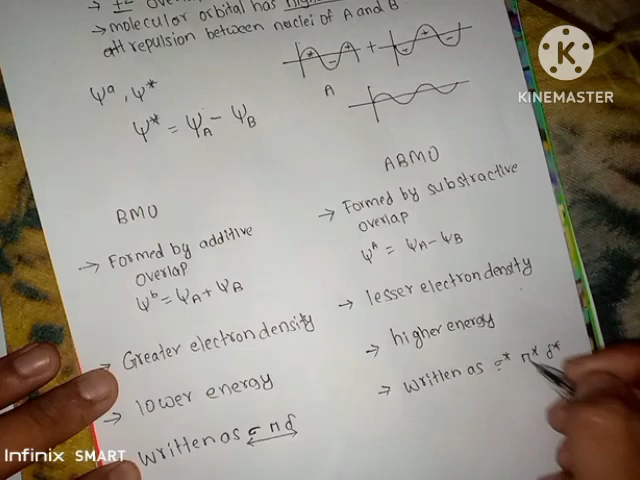 → +- over
→ molecular orbital has high
att repulsion between nuclei of A and B
+
A
ψᵃ, ψ*
ψ* = ψA - ψB
K
KINEMASTER
BMO
→ Formed by additive
overlap
ψᵇ = ψA + ψB
→ Greater electron density
→ lower energy
→ written as σ π δ
ABMO
→ Formed by substractive
overlap
ψᴬ = ψA - ψB
→ lesser electron density
→ higher energy
→ written as σ* π* δ*
Infinix SMART